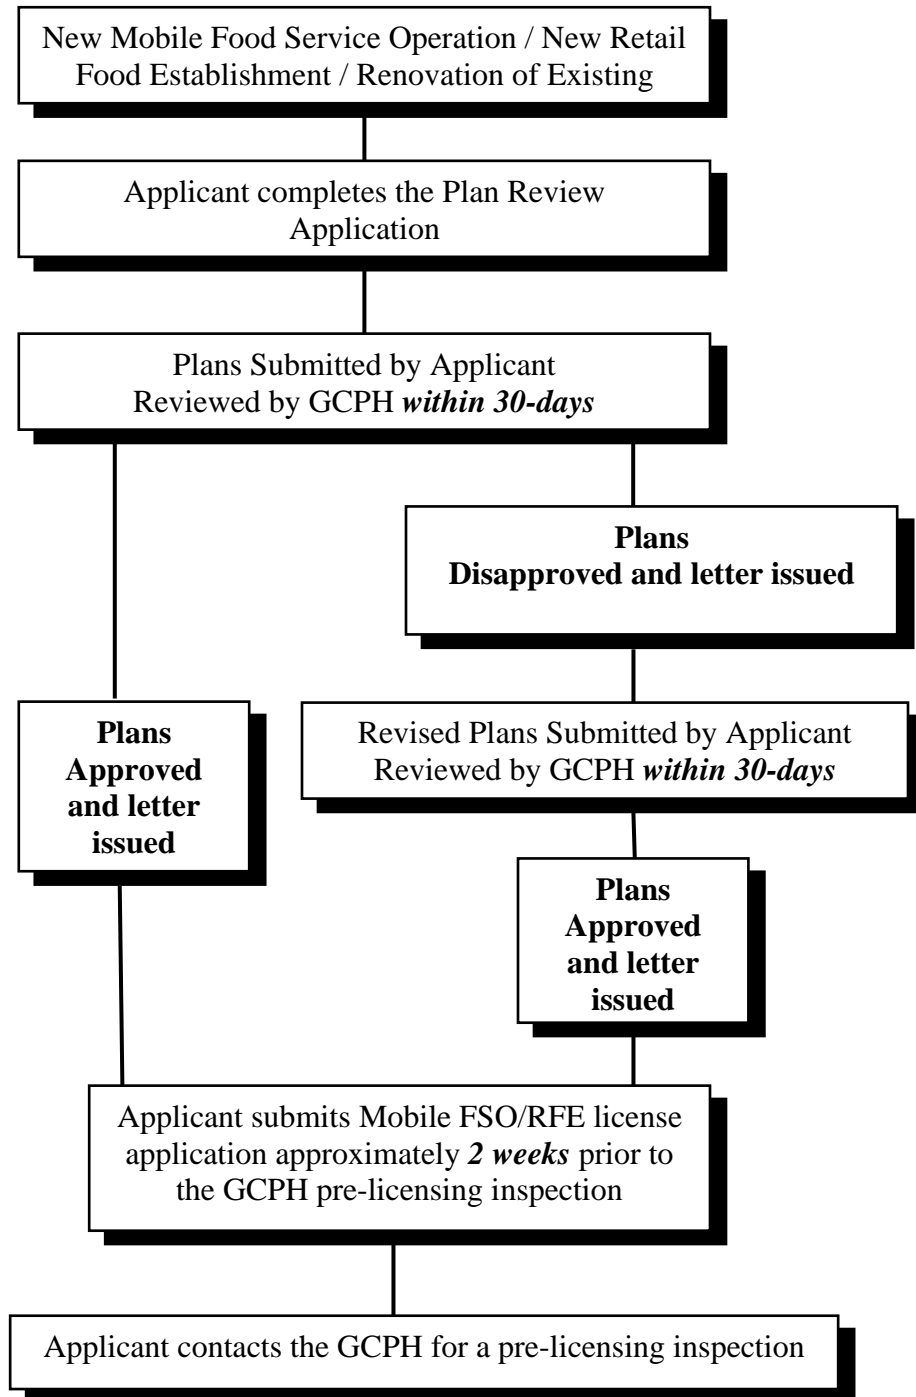 New Mobile Food Service Operation / New Retail
Food Establishment / Renovation of Existing
Applicant completes the Plan Review
Application
Plans Submitted by Applicant
Reviewed by GCPH within 30-days
Plans
Disapproved and letter issued
Plans
Approved
and letter
issued
Revised Plans Submitted by Applicant
Reviewed by GCPH within 30-days
Plans
Approved
and letter
issued
Applicant submits Mobile FSO/RFE license
application approximately 2 weeks prior to
the GCPH pre-licensing inspection
Applicant contacts the GCPH for a pre-licensing inspection